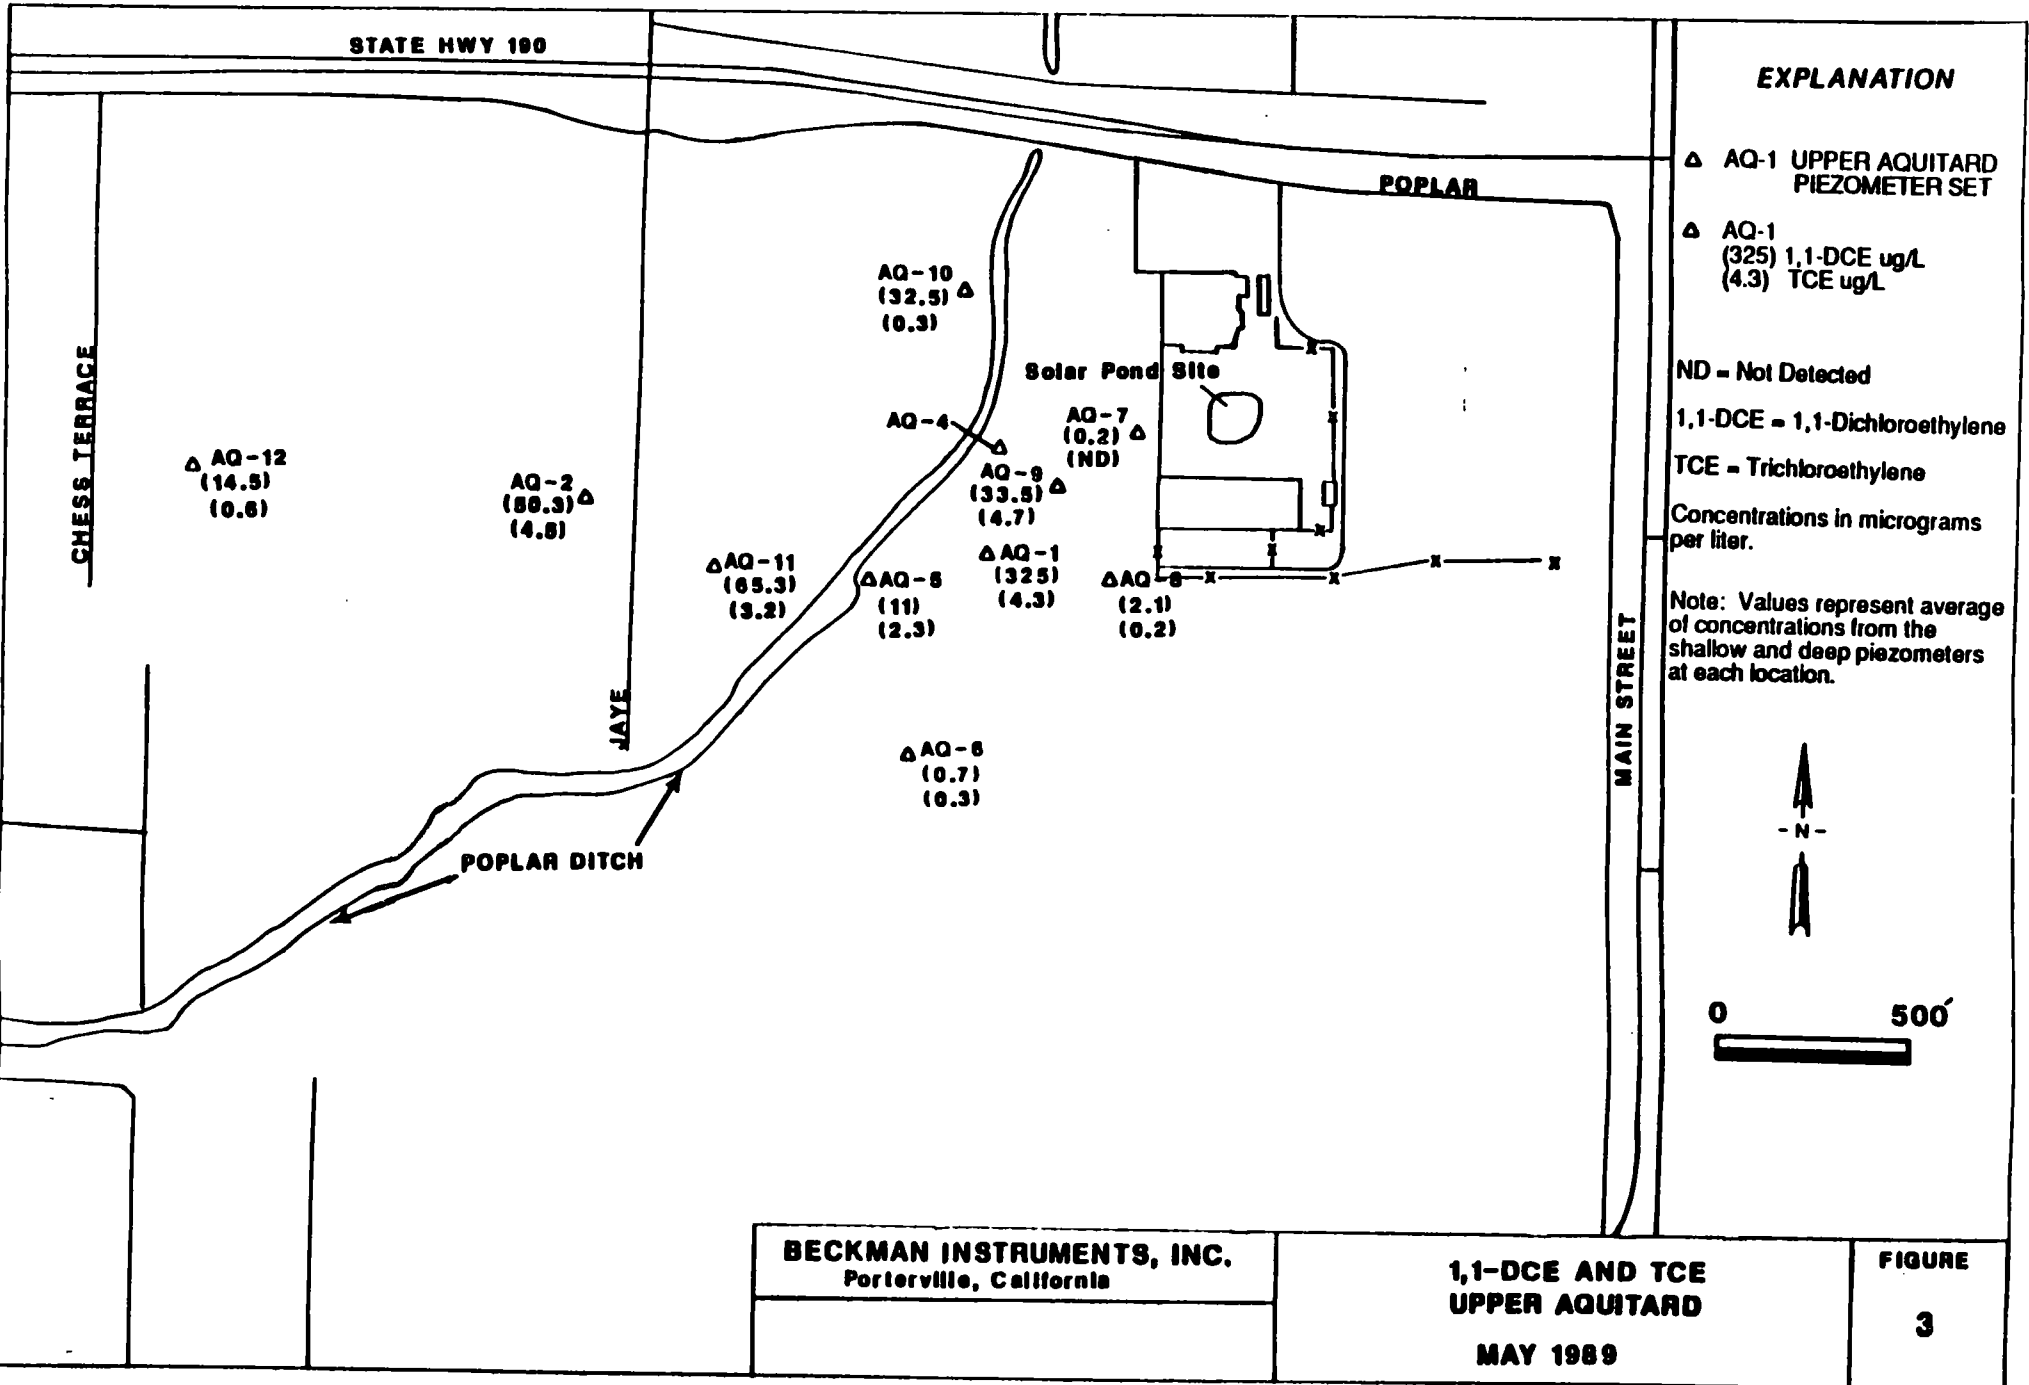 STATE HWY 190
POPLAR
CHESS TERRACE
JAYE
MAIN STREET
AQ-10
(32.5)
(0.3)
Solar Pond Site
AQ-4
AQ-7
(0.2)
(ND)
AQ-9
(33.5)
(4.7)
AQ-12
(14.5)
(0.6)
AQ-2
(4.6)
AQ-11
(65.3)
(3.2)
AQ-5
(11)
(2.3)
AQ-1
(325)
(4.3)
(2.1)
(0.2)
AQ-6
(0.7)
(0.3)
POPLAR DITCH
EXPLANATION
AQ-1 UPPER AQUITARD
PIEZOMETER SET
AQ-1
(325) 1,1-DCE ug/L
(4.3) TCE ug/L
ND = Not Detected
1,1-DCE = 1,1-Dichloroethylene
TCE = Trichloroethylene
Concentrations in micrograms
per liter.
Note: Values represent average
of concentrations from the
shallow and deep piezometers
at each location.
-N-
0 500'
BECKMAN INSTRUMENTS, INC.
Porterville, California
1,1-DCE AND TCE
UPPER AQUITARD
MAY 1989
FIGURE
3